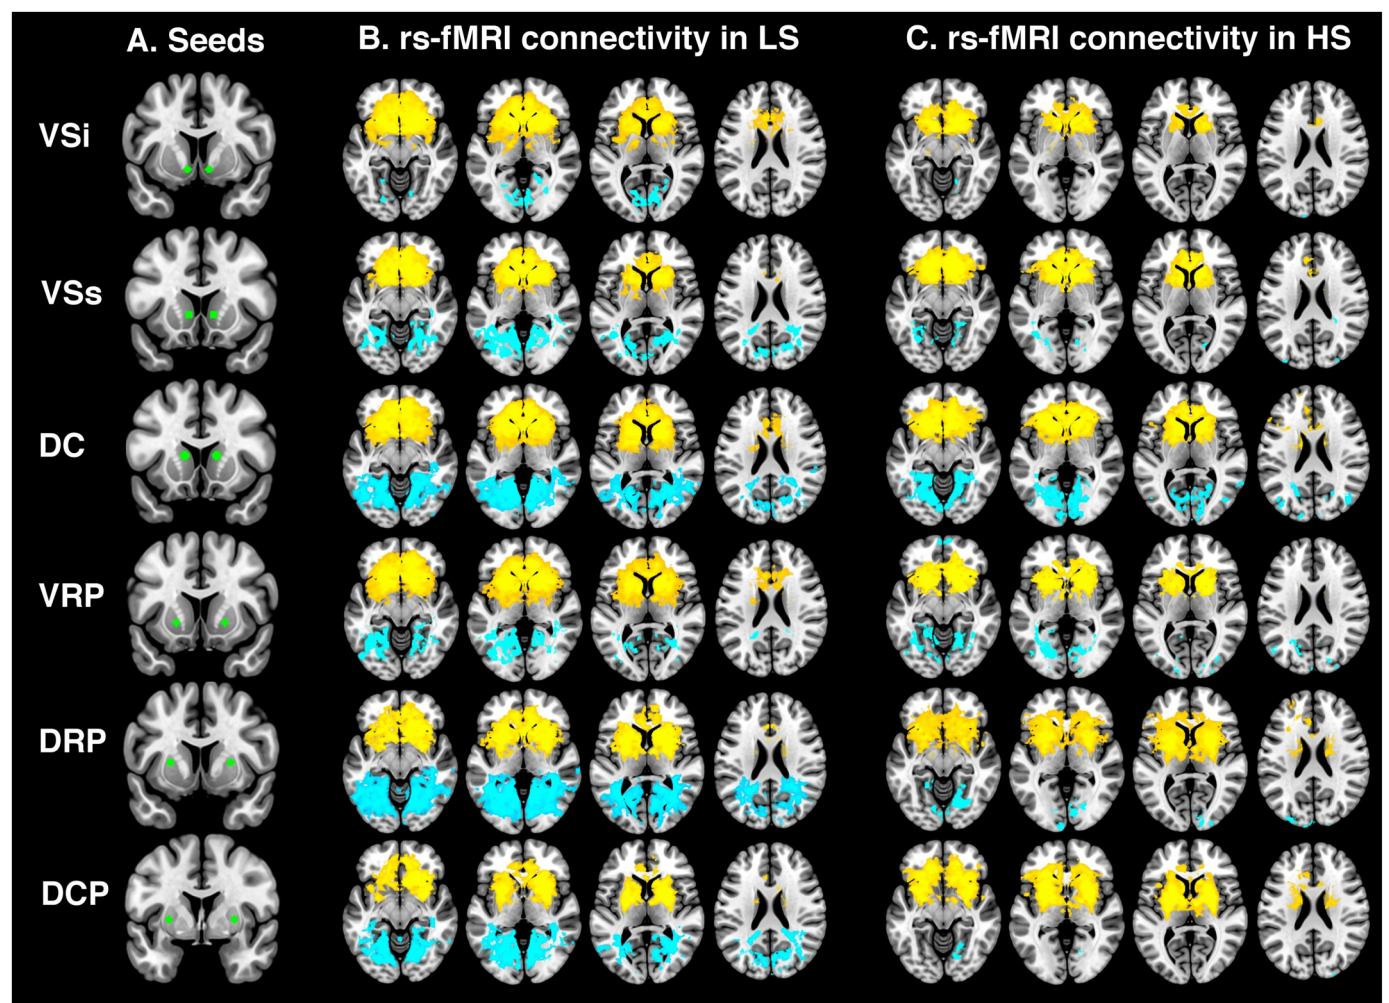 A. Seeds
B. rs-fMRI connectivity in LS
C. rs-fMRI connectivity in HS
VSi
VSs
DC
VRP
DRP
DCP